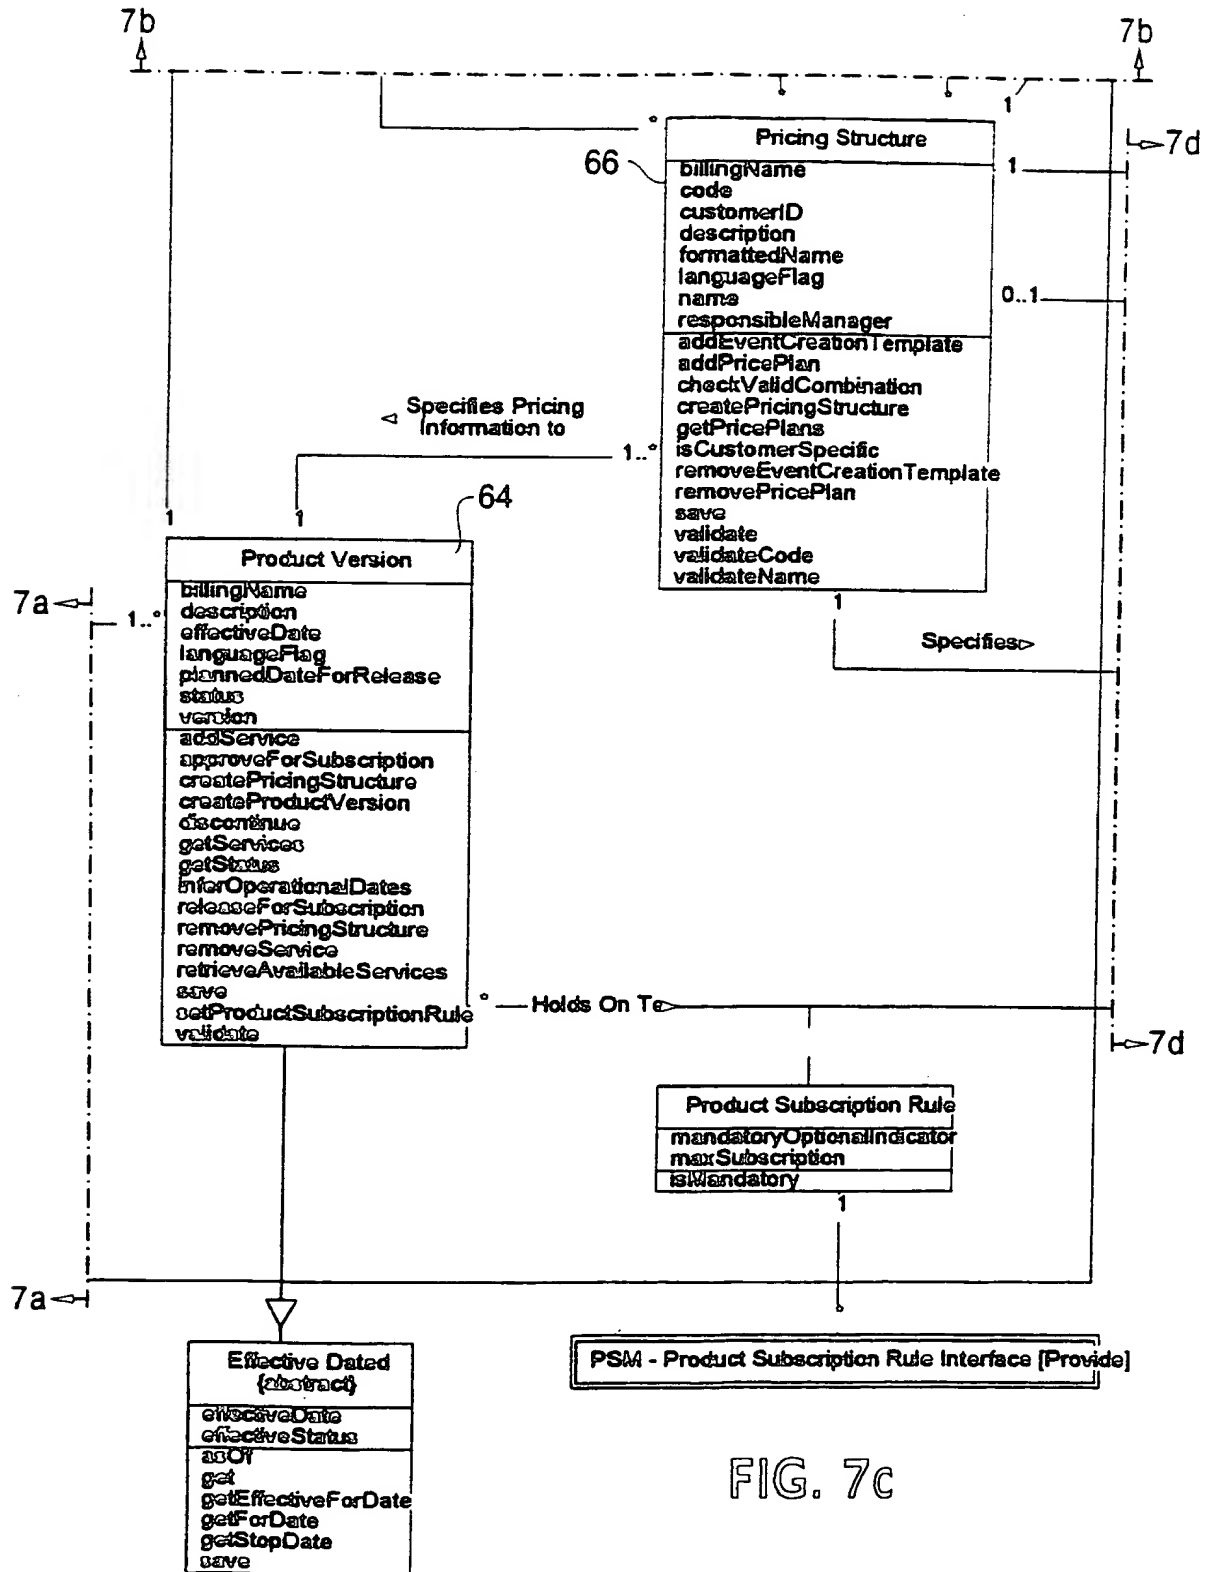 7b
7b
1
Pricing Structure
7d
66
billingName
1
code
customerID
description
formattedName
languageFlag
name
0..1
responsibleManager
addEventCreationTemplate
addPricePlan
checkValidCombination
createPricingStructure
getPricePlans
isCustomerSpecific
removeEventCreationTemplate
removePricePlan
save
validate
validateCode
validateName
Specifies Pricing
Information to
1..*
1
1
64
1
Specifies
Product Version
7a
1..*
billingName
description
effectiveDate
languageFlag
plannedDateForRelease
status
version
addService
approveForSubscription
createPricingStructure
createProductVersion
discontinue
getServices
getStatus
inferOperationalDates
releaseForSubscription
removePricingStructure
removeService
retrieveAvailableServices
save
setProductSubscriptionRule
validate
* Holds On To
7d
Product Subscription Rule
mandatoryOptionalIndicator
maxSubscription
isMandatory
1
7a
*
Effective Dated
{abstract}
effectiveDate
effectiveStatus
asOf
get
getEffectiveForDate
getForDate
getStopDate
save
PSM - Product Subscription Rule Interface [Provide]
FIG. 7c